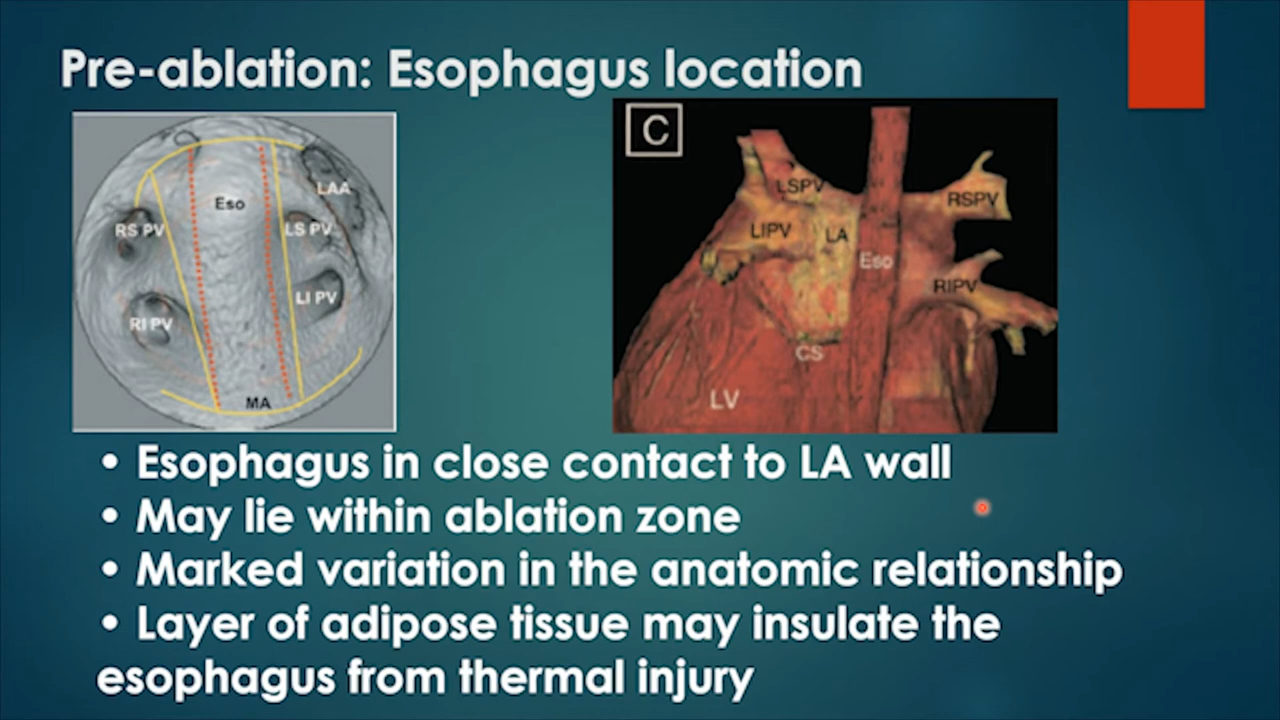 Pre-ablation: Esophagus location
LAA
Eso
RS PV
LS PV
LI PV
RI PV
MA
C
LSPV
RSPV
LIPV
LA
Eso
RIPV
CS
LV
• Esophagus in close contact to LA wall
• May lie within ablation zone
• Marked variation in the anatomic relationship
• Layer of adipose tissue may insulate the
esophagus from thermal injury